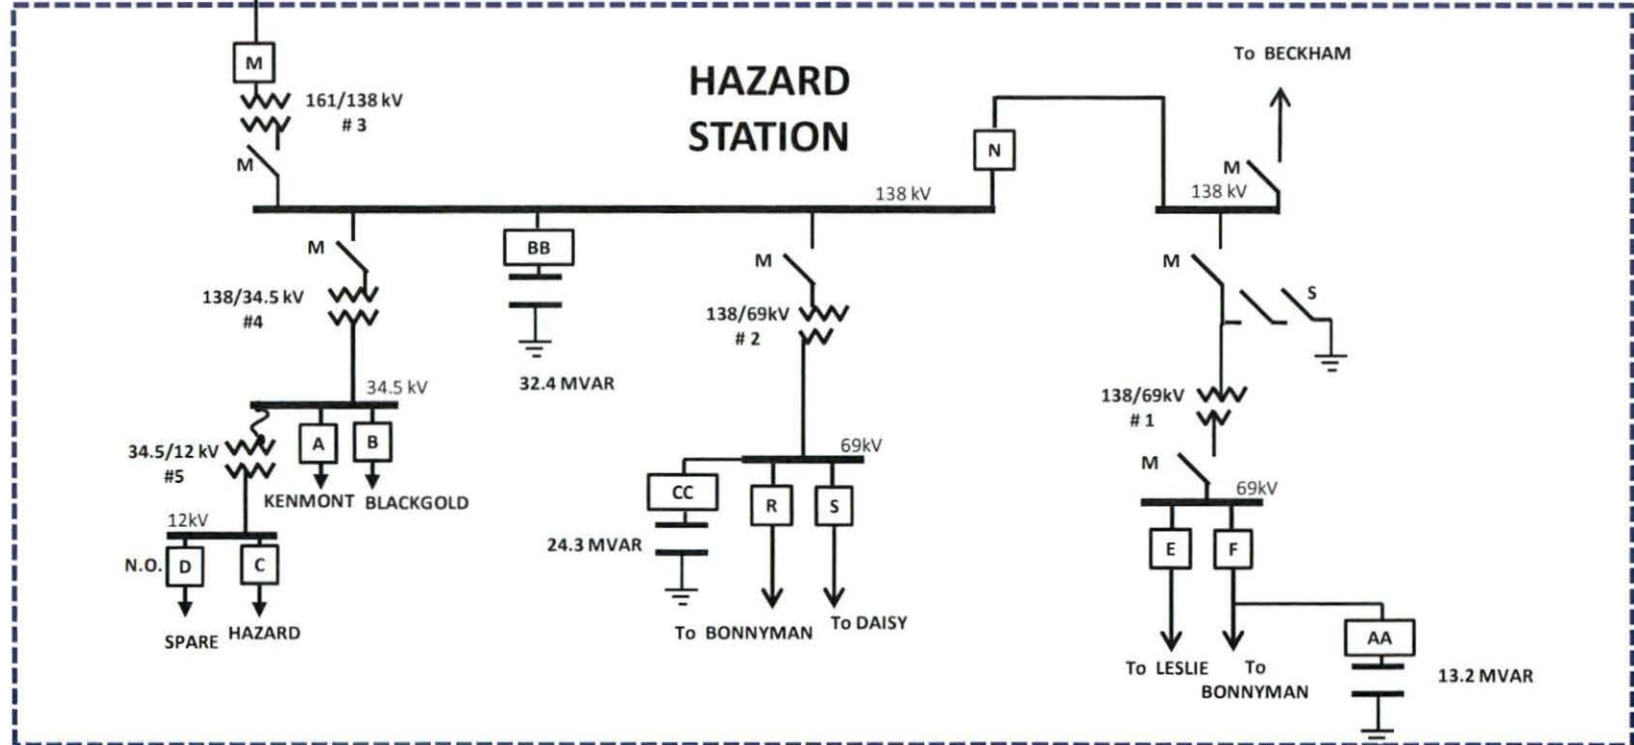 HAZARD
STATION
M
161/138 kV
# 3
M
138 kV
N
To BECKHAM
M
138 kV
M
138/34.5 kV
#4
BB
32.4 MVAR
M
138/69kV
# 2
M
S
138/69kV
# 1
M
69kV
34.5 kV
34.5/12 kV
#5
A
B
KENMONT
BLACKGOLD
12kV
N.O.
D
C
SPARE
HAZARD
69kV
CC
24.3 MVAR
R
S
To BONNYMAN
To DAISY
E
F
To LESLIE
To
BONNYMAN
AA
13.2 MVAR